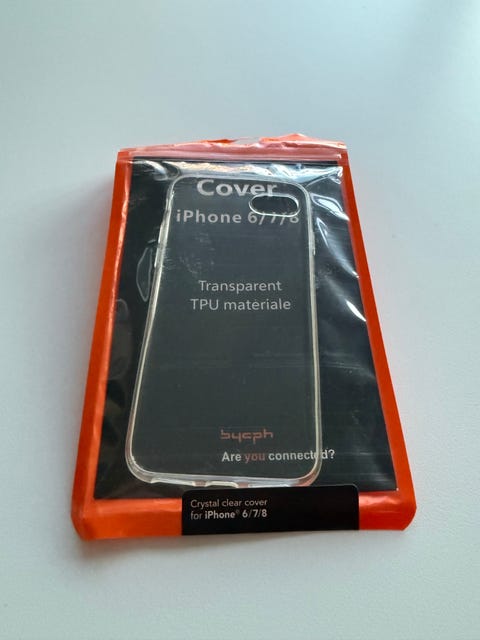 Cover
iPhone 6/7/8
Transparent
TPU materiale
bycph
Are you connected?
Crystal clear cover
for iPhone® 6/7/8